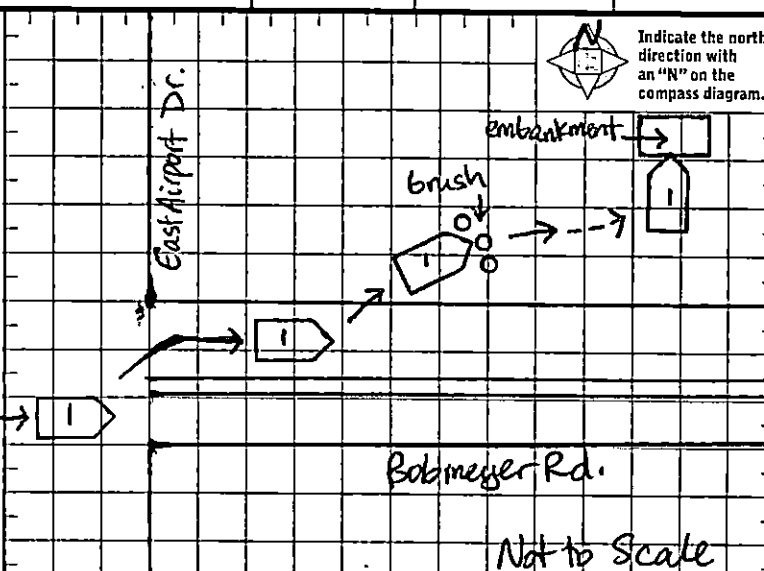 N
Indicate the north
direction with
an “N” on the
compass diagram.
East Airport Dr.
embankment
brush
1
1
1
1
Bobmeyer Rd.
Not to Scale